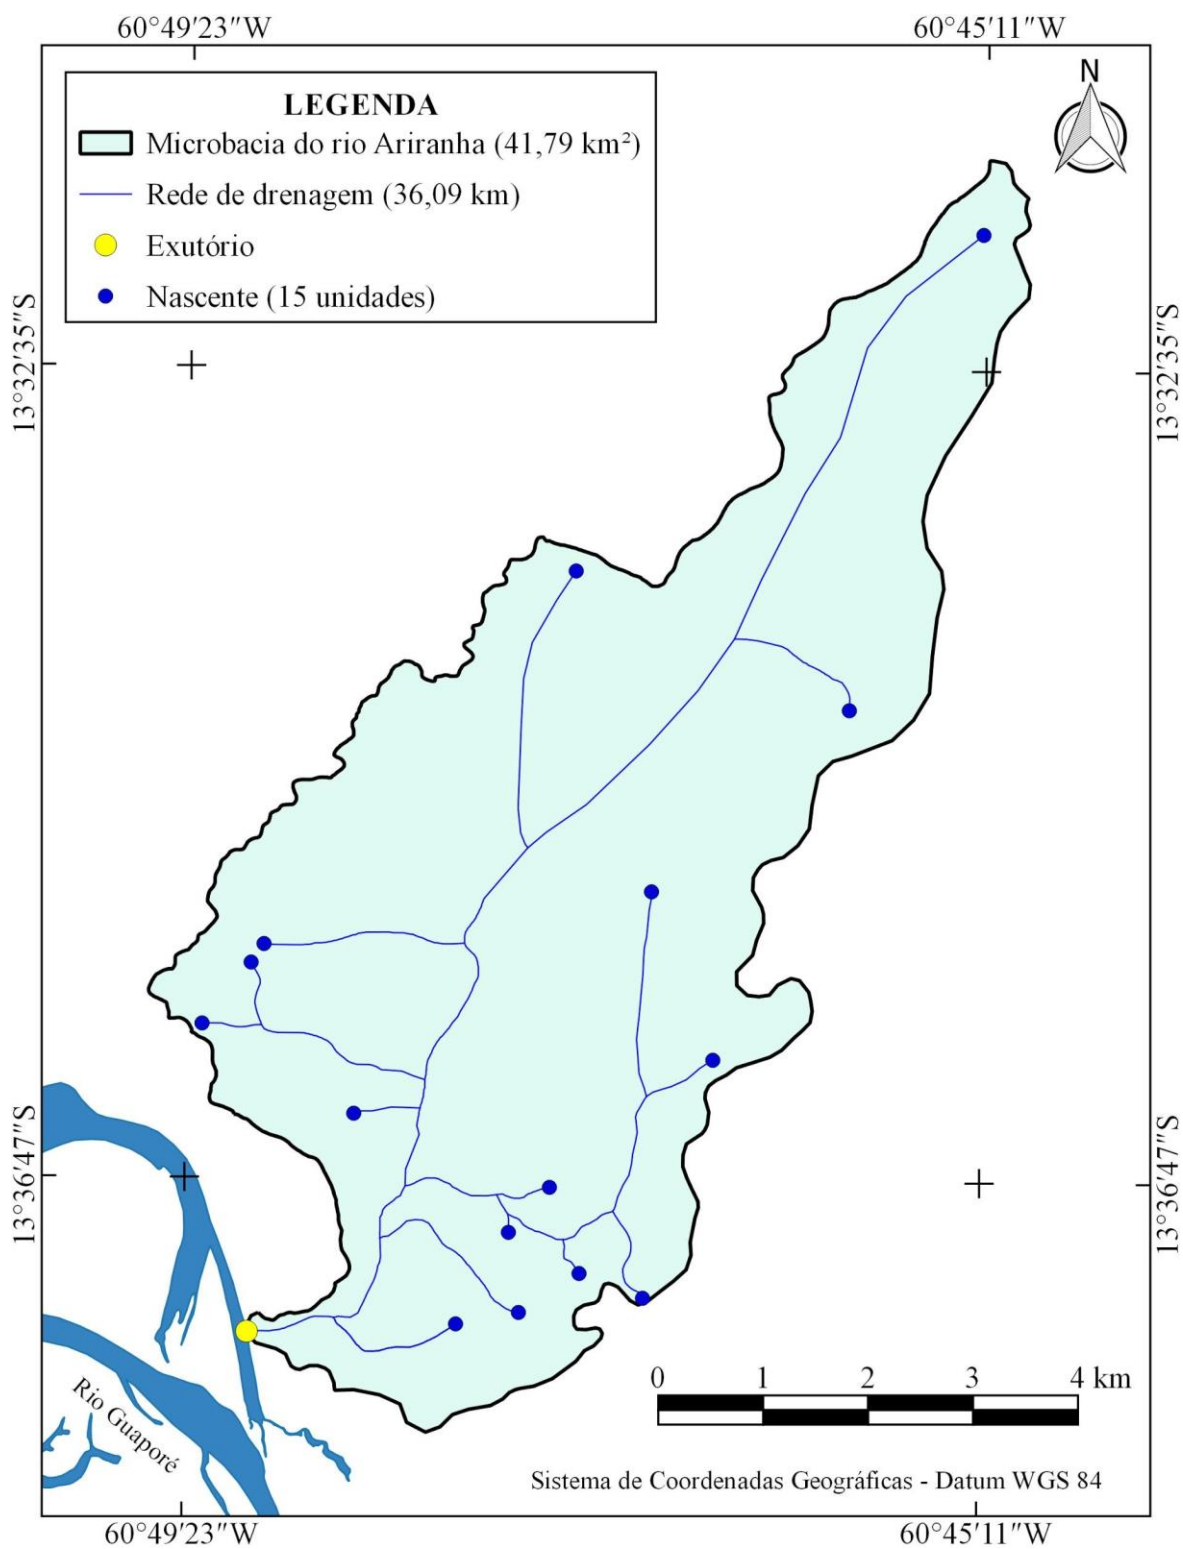 60°49'23"W
60°45'11"W
N
LEGENDA
Microbacia do rio Ariranha (41,79 km²)
Rede de drenagem (36,09 km)
Exutório
Nascente (15 unidades)
13°32'35"S
13°32'35"S
13°36'47"S
13°36'47"S
0 1 2 3 4 km
Rio Guaporé
Sistema de Coordenadas Geográficas - Datum WGS 84
60°49'23"W
60°45'11"W